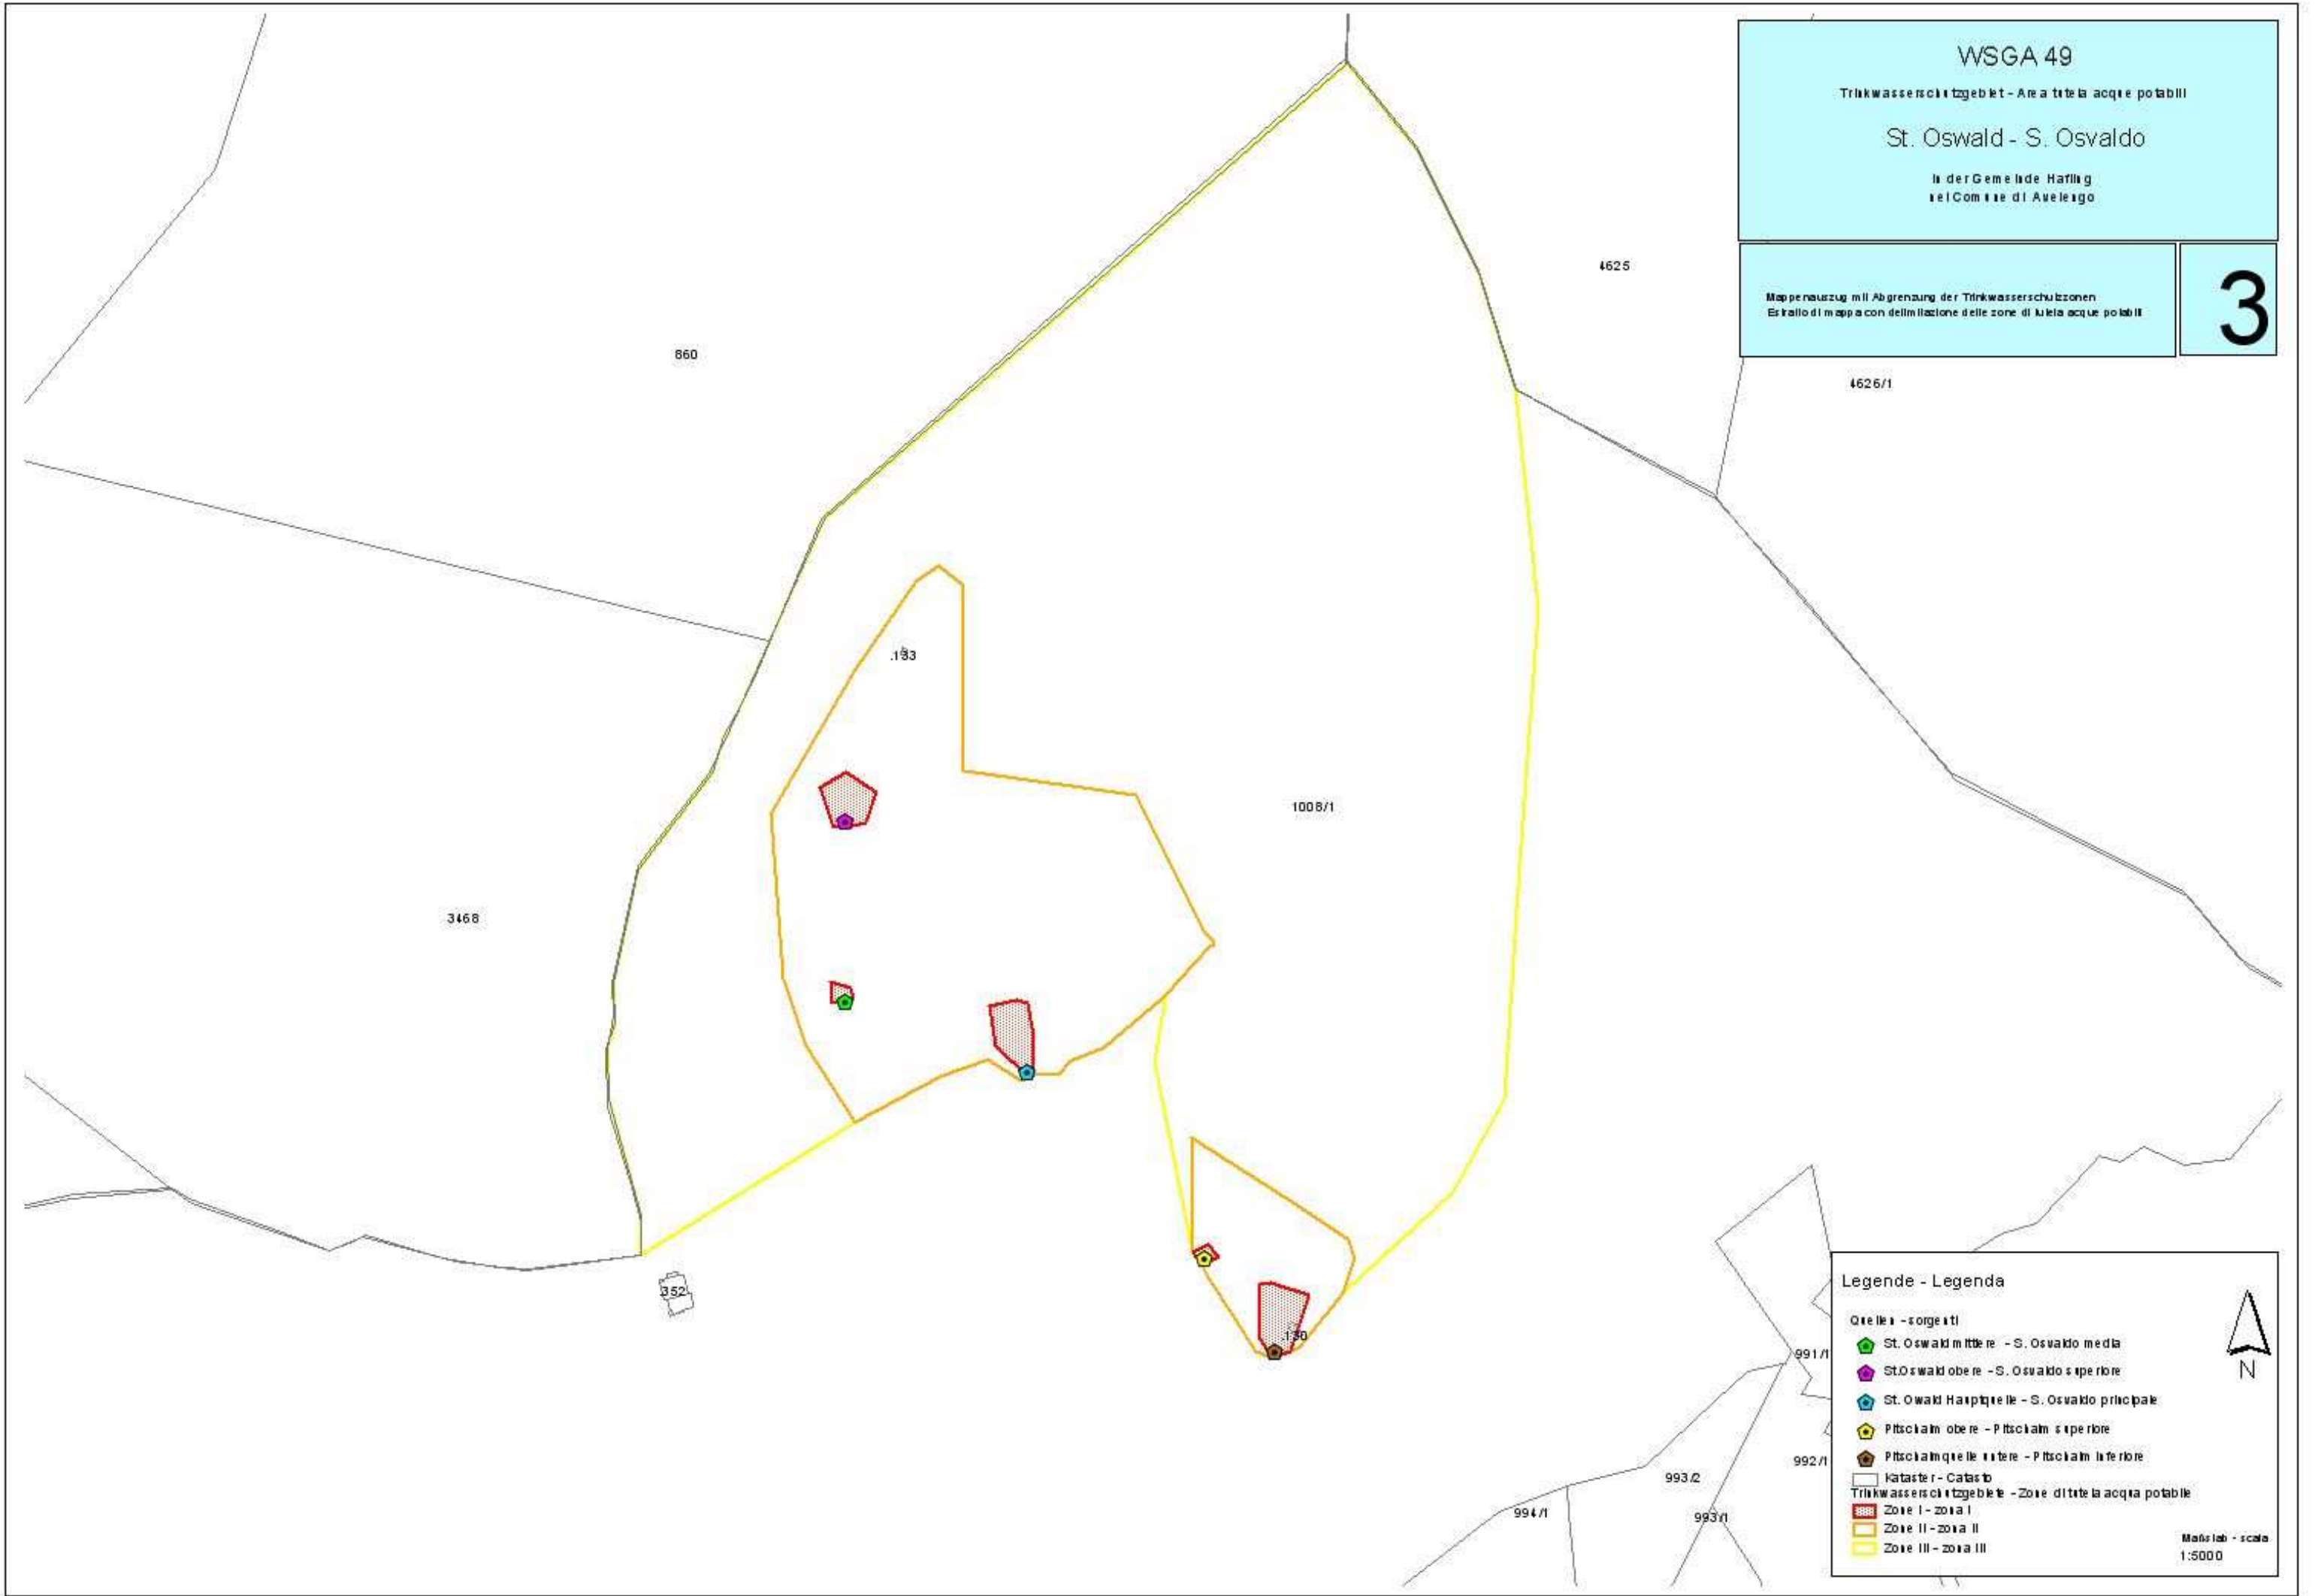 WSGA 49
Trinkwasserschutzgebiet - Area tutela acque potabili
St. Oswald - S. Osvaldo
In der Gemeinde Hafling
nel Comune di Avelengo
Mappenauszug mit Abgrenzung der Trinkwasserschutzzonen
Estratto di mappa con delimitazione delle zone di tutela acque potabili
3
4625
860
4626/1
.133
1008/1
3468
352
.130
991/1
992/1
993/2
993/1
994/1
Legende - Legenda
Quellen - sorgenti
St. Oswald mittlere - S. Osvaldo media
St.Oswald obere - S. Osvaldo superiore
St. Owald Hauptquelle - S. Osvaldo principale
Pitschalm obere - Pitschalm superiore
Pitschalmquelle untere - Pitschalm inferiore
Kataster - Catasto
Trinkwasserschutzgebiete - Zone di tutela acqua potabile
Zone I - zona I
Zone II - zona II
Zone III - zona III
N
Maßstab - scala
1:5000